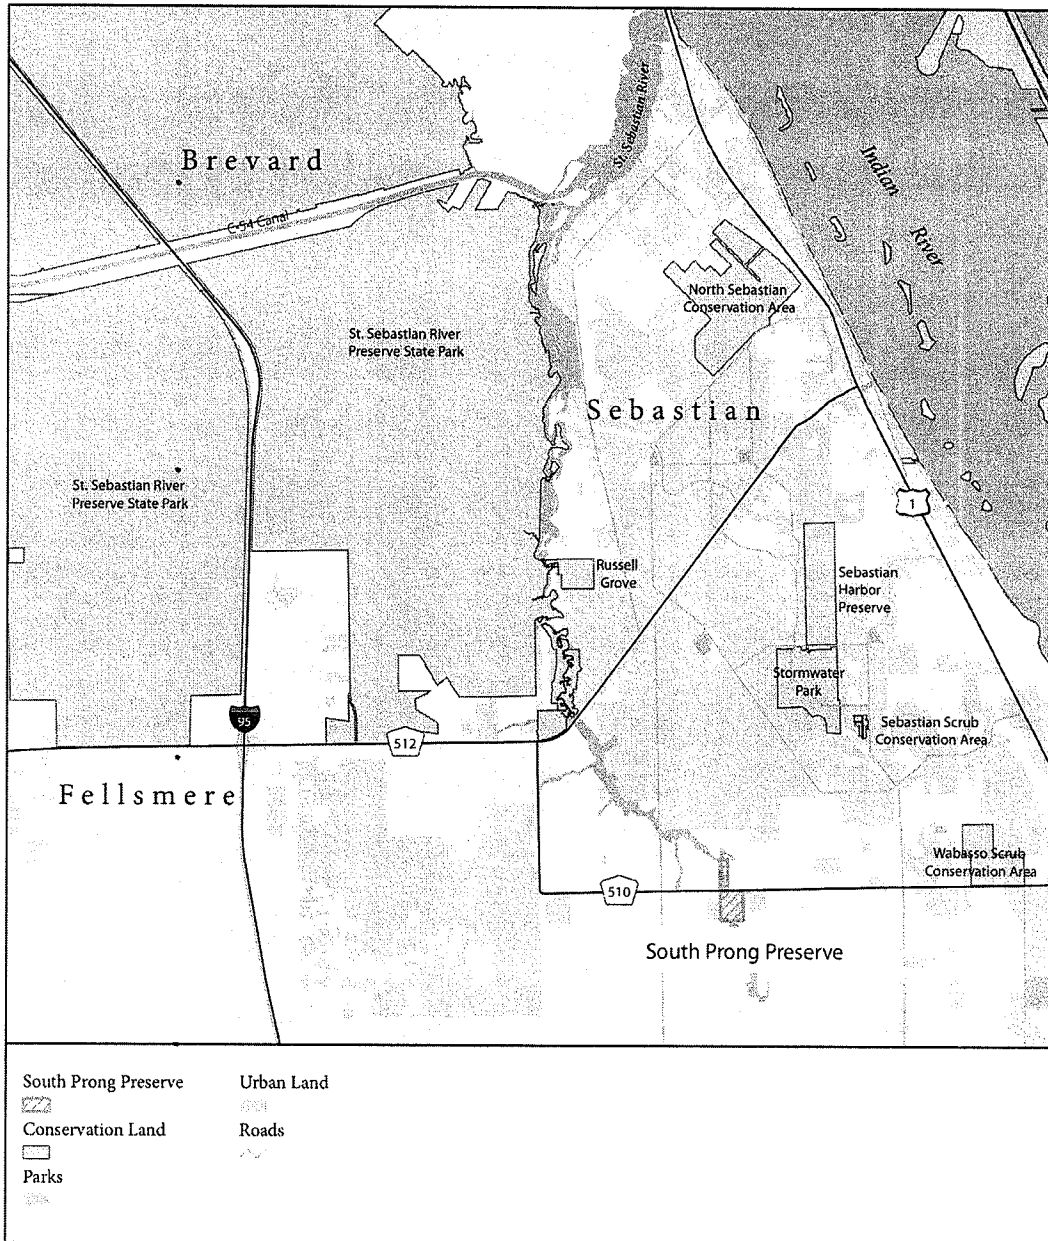 St. Sebastian River
Brevard
Indian
River
C-54 Canal
North Sebastian
Conservation Area
St. Sebastian River
Preserve State Park
Sebastian
St. Sebastian River
Preserve State Park
1
Russell
Grove
Sebastian
Harbor
Preserve
Stormwater
Park
95
512
Sebastian Scrub
Conservation Area
Fellsmere
Wabasso Scrub
Conservation Area
510
South Prong Preserve
South Prong Preserve
Urban Land
Conservation Land
Roads
Parks